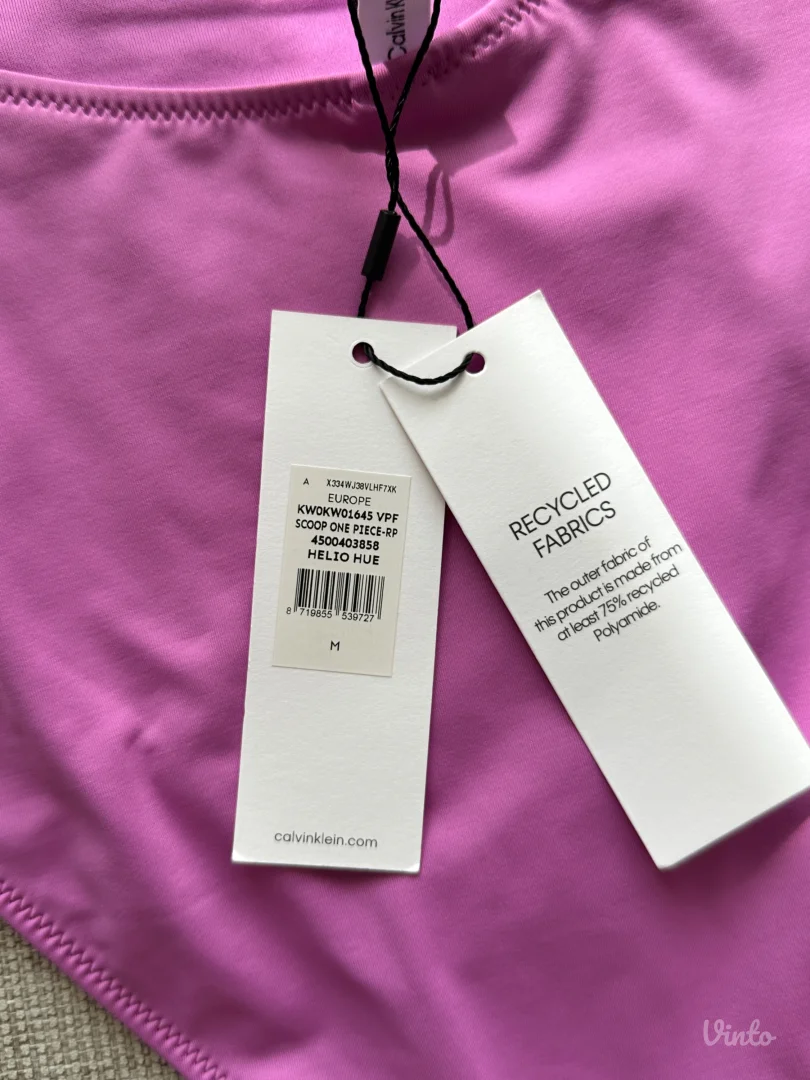 Calvin K
A X334WJ38VLHF7XK
EUROPE
KW0KW01645 VPF
SCOOP ONE PIECE-RP
4500403858
HELIO HUE
8 719855 539727
M
calvinklein.com
RECYCLED
FABRICS
The outer fabric of
this product is made from
at least 75% recycled
Polyamide.
Vinto